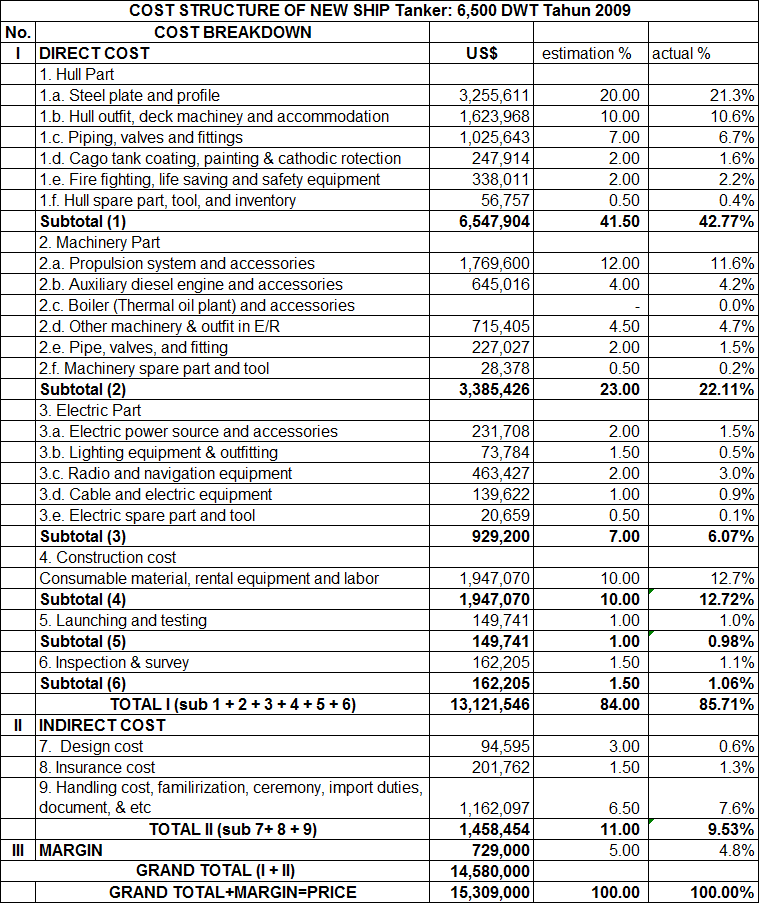 COST STRUCTURE OF NEW SHIP Tanker: 6,500 DWT Tahun 2009
No. COST BREAKDOWN
I DIRECT COST US$ estimation % actual %
1. Hull Part
1.a. Steel plate and profile 3,255,611 20.00 21.3%
1.b. Hull outfit, deck machiney and accommodation 1,623,968 10.00 10.6%
1.c. Piping, valves and fittings 1,025,643 7.00 6.7%
1.d. Cago tank coating, painting & cathodic rotection 247,914 2.00 1.6%
1.e. Fire fighting, life saving and safety equipment 338,011 2.00 2.2%
1.f. Hull spare part, tool, and inventory 56,757 0.50 0.4%
Subtotal (1) 6,547,904 41.50 42.77%
2. Machinery Part
2.a. Propulsion system and accessories 1,769,600 12.00 11.6%
2.b. Auxiliary diesel engine and accessories 645,016 4.00 4.2%
2.c. Boiler (Thermal oil plant) and accessories - 0.0%
2.d. Other machinery & outfit in E/R 715,405 4.50 4.7%
2.e. Pipe, valves, and fitting 227,027 2.00 1.5%
2.f. Machinery spare part and tool 28,378 0.50 0.2%
Subtotal (2) 3,385,426 23.00 22.11%
3. Electric Part
3.a. Electric power source and accessories 231,708 2.00 1.5%
3.b. Lighting equipment & outfitting 73,784 1.50 0.5%
3.c. Radio and navigation equipment 463,427 2.00 3.0%
3.d. Cable and electric equipment 139,622 1.00 0.9%
3.e. Electric spare part and tool 20,659 0.50 0.1%
Subtotal (3) 929,200 7.00 6.07%
4. Construction cost
Consumable material, rental equipment and labor 1,947,070 10.00 12.7%
Subtotal (4) 1,947,070 10.00 12.72%
5. Launching and testing 149,741 1.00 1.0%
Subtotal (5) 149,741 1.00 0.98%
6. Inspection & survey 162,205 1.50 1.1%
Subtotal (6) 162,205 1.50 1.06%
TOTAL I (sub 1 + 2 + 3 + 4 + 5 + 6) 13,121,546 84.00 85.71%
II INDIRECT COST
7. Design cost 94,595 3.00 0.6%
8. Insurance cost 201,762 1.50 1.3%
9. Handling cost, familirization, ceremony, import duties,
document, & etc 1,162,097 6.50 7.6%
TOTAL II (sub 7+ 8 + 9) 1,458,454 11.00 9.53%
III MARGIN 729,000 5.00 4.8%
GRAND TOTAL (I + II) 14,580,000
GRAND TOTAL+MARGIN=PRICE 15,309,000 100.00 100.00%